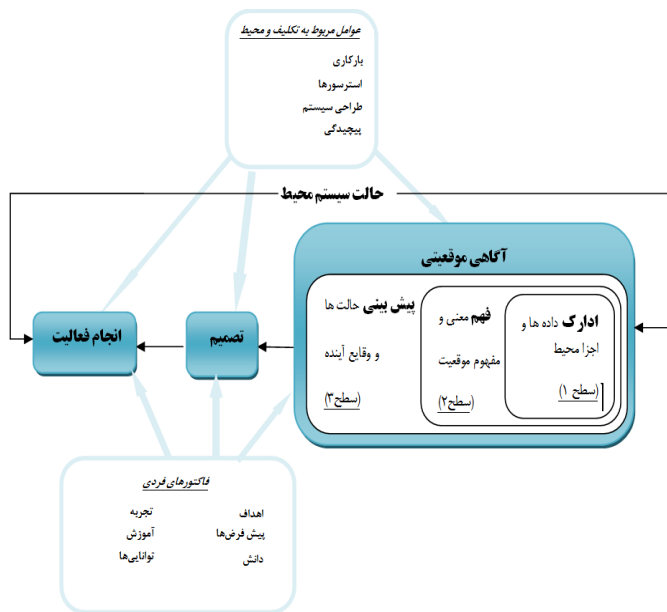 عوامل مربوط به تکلیف و محیط
بارکاری
استرسورها
طراحی سیستم
پیچیدگی
حالت سیستم محیط
آگاهی موقعیتی
ادارک داده ها و
اجزا محیط
(سطح ۱)
فهم معنی و
مفهوم موقعیت
(سطح۲)
پیش بینی حالت ها
و وقایع آینده
(سطح۳)
تصمیم
انجام فعالیت
فاکتورهای فردی
اهداف
پیش فرض‌ها
دانش
تجربه
آموزش
توانایی‌ها